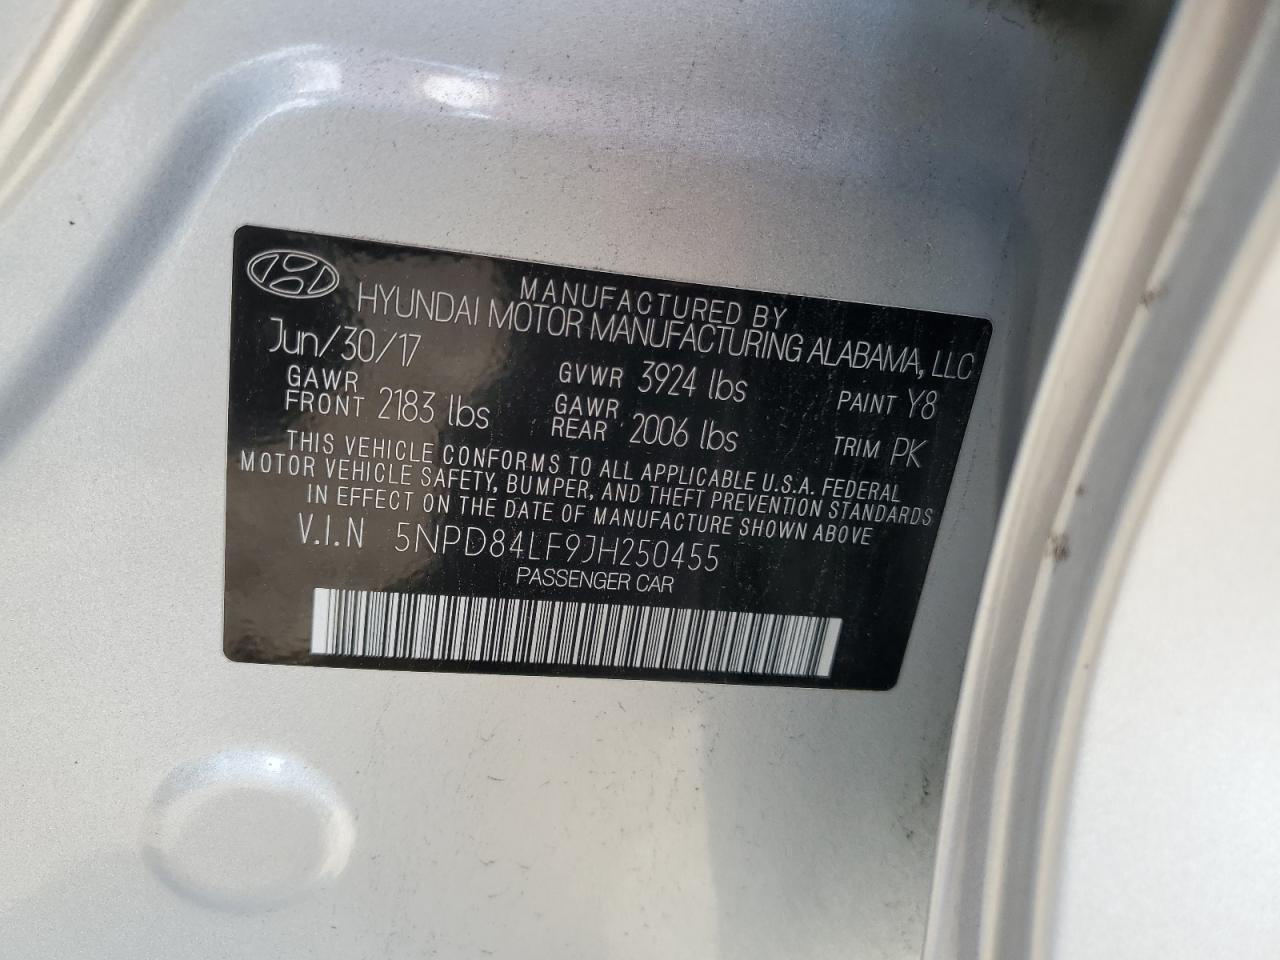 MANUFACTURED BY
HYUNDAI MOTOR MANUFACTURING ALABAMA, LLC
Jun/30/17
GAWR FRONT 2183 lbs
GVWR 3924 lbs
GAWR REAR 2006 lbs
PAINT Y8
TRIM PK
THIS VEHICLE CONFORMS TO ALL APPLICABLE U.S.A. FEDERAL
MOTOR VEHICLE SAFETY, BUMPER, AND THEFT PREVENTION STANDARDS
IN EFFECT ON THE DATE OF MANUFACTURE SHOWN ABOVE
V.I.N 5NPD84LF9JH250455
PASSENGER CAR